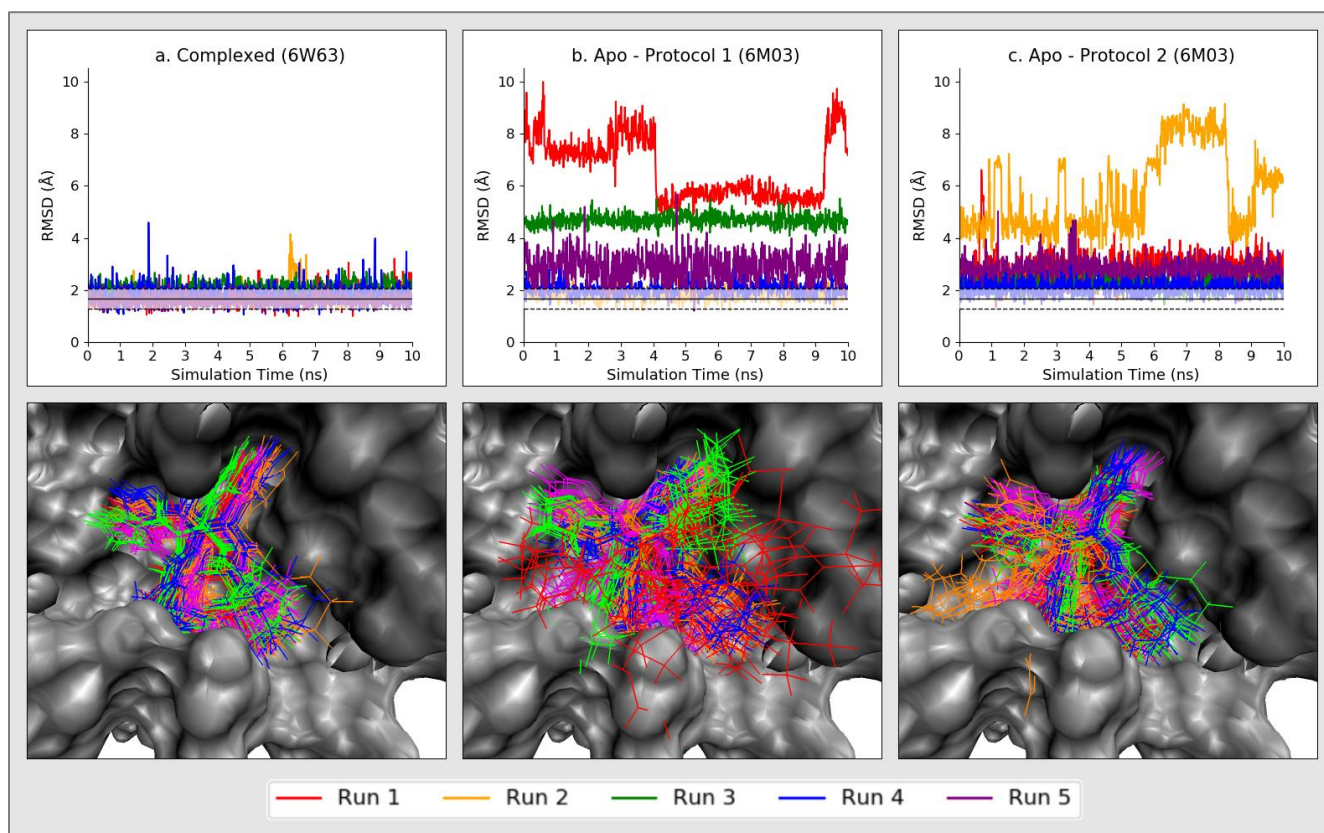 a. Complexed (6W63)
10
8
6
4
2
0
RMSD (Å)
0 1 2 3 4 5 6 7 8 9 10
Simulation Time (ns)
b. Apo - Protocol 1 (6M03)
10
8
6
4
2
0
RMSD (Å)
0 1 2 3 4 5 6 7 8 9 10
Simulation Time (ns)
c. Apo - Protocol 2 (6M03)
10
8
6
4
2
0
RMSD (Å)
0 1 2 3 4 5 6 7 8 9 10
Simulation Time (ns)
Run 1 Run 2 Run 3 Run 4 Run 5